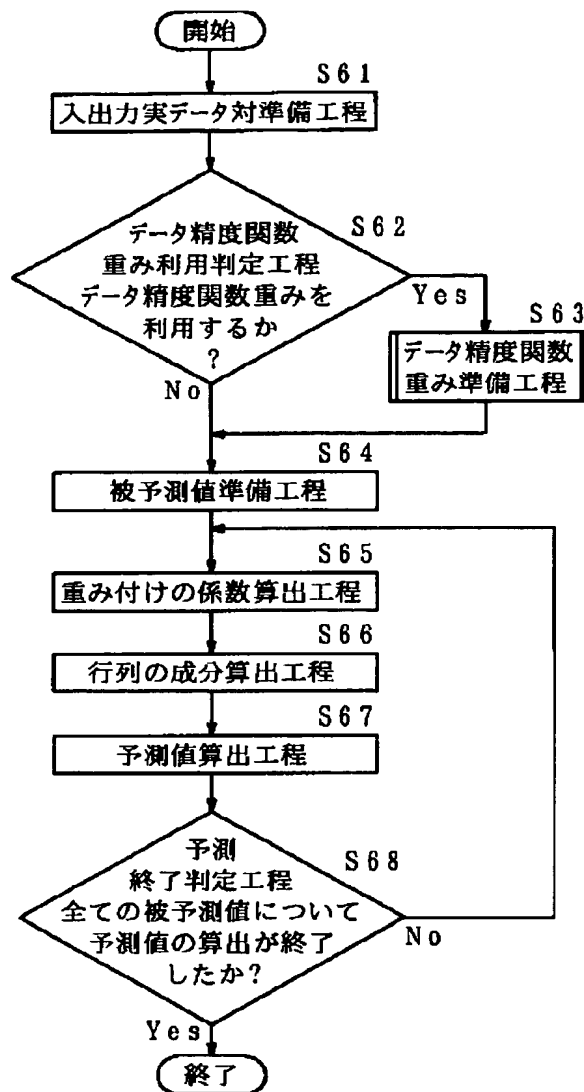 開始
S61
入出力実データ対準備工程
S62
データ精度関数
重み利用判定工程
データ精度関数重みを
利用するか
?
Yes
S63
データ精度関数
重み準備工程
No
S64
被予測値準備工程
S65
重み付けの係数算出工程
S66
行列の成分算出工程
S67
予測値算出工程
S68
予測
終了判定工程
全ての被予測値について
予測値の算出が終了
したか?
No
Yes
終了